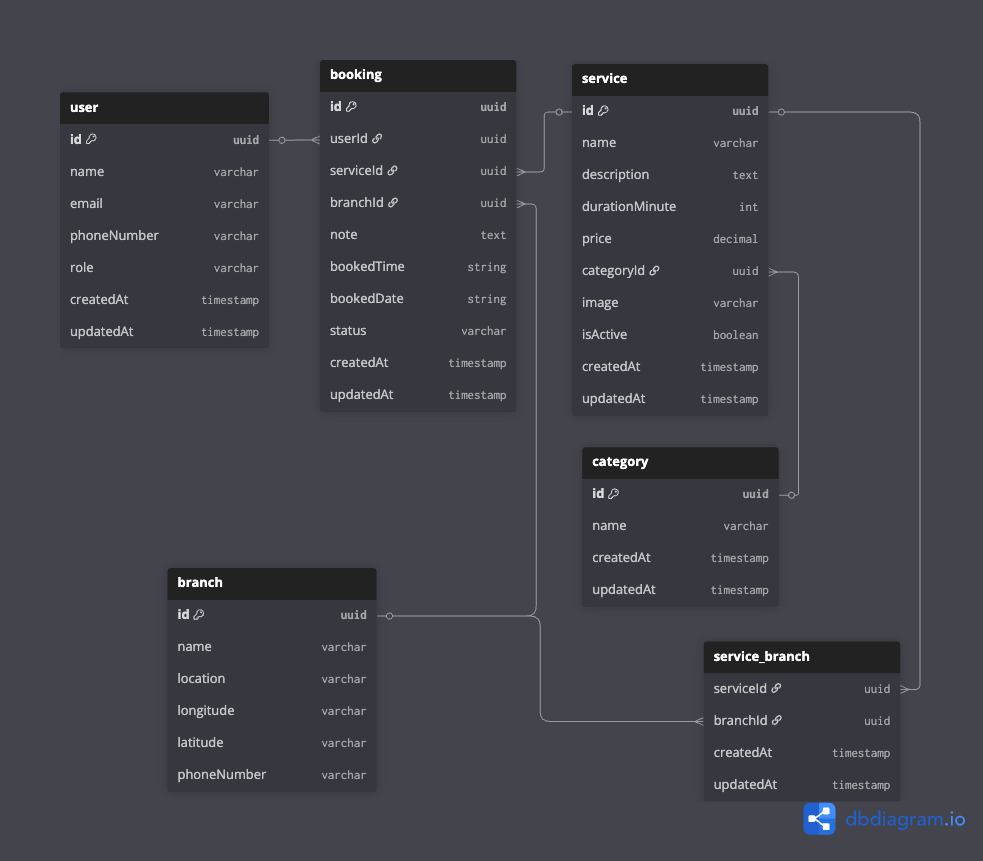 user
id uuid
name varchar
email varchar
phoneNumber varchar
role varchar
createdAt timestamp
updatedAt timestamp
booking
id uuid
userId uuid
serviceId uuid
branchId uuid
note text
bookedTime string
bookedDate string
status varchar
createdAt timestamp
updatedAt timestamp
service
id uuid
name varchar
description text
durationMinute int
price decimal
categoryId uuid
image varchar
isActive boolean
createdAt timestamp
updatedAt timestamp
category
id uuid
name varchar
createdAt timestamp
updatedAt timestamp
branch
id uuid
name varchar
location varchar
longitude varchar
latitude varchar
phoneNumber varchar
service_branch
serviceId uuid
branchId uuid
createdAt timestamp
updatedAt timestamp
dbdiagram.io